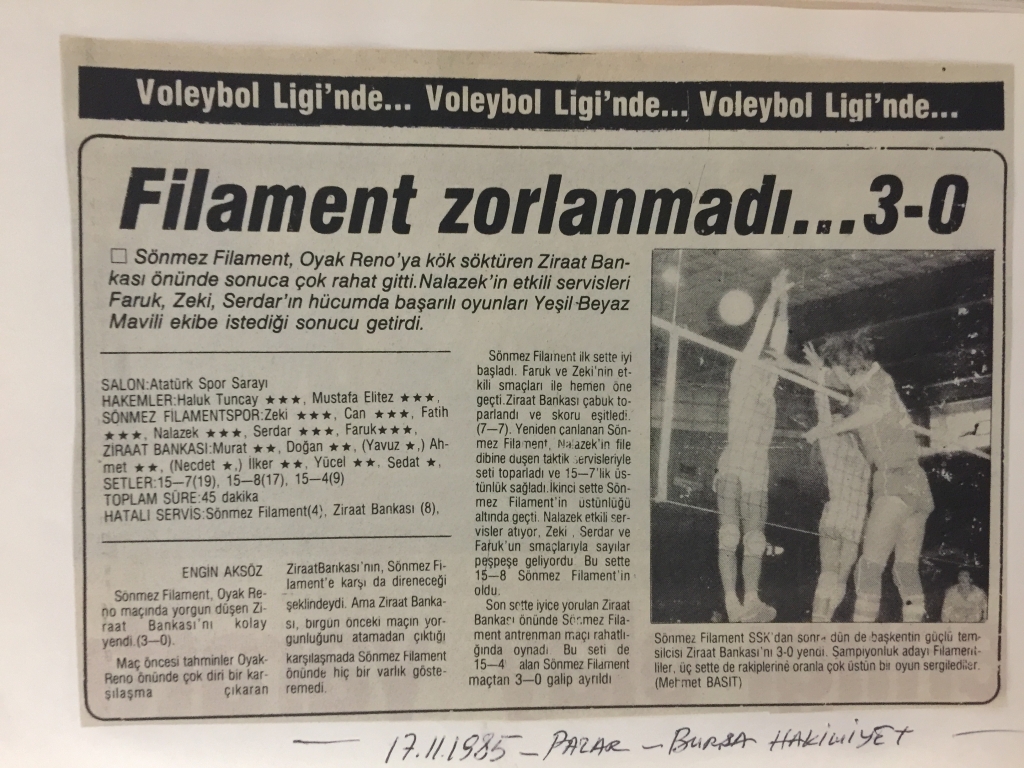 Voleybol Ligi'nde... Voleybol Ligi'nde... Voleybol Ligi'nde...
Filament zorlanmadı...3-0
□ Sönmez Filament, Oyak Reno'ya kök söktüren Ziraat Ban-
kası önünde sonuca çok rahat gitti.Nalazek'in etkili servisleri
Faruk, Zeki, Serdar'ın hücumda başarılı oyunları Yeşil-Beyaz
Mavili ekibe istediği sonucu getirdi.
SALON:Atatürk Spor Sarayı
HAKEMLER:Haluk Tuncay ★★★, Mustafa Elitez ★★★,
SÖNMEZ FİLAMENTSPOR:Zeki ★★★, Can ★★★, Fatih
★★★, Nalazek ★★★, Serdar ★★★, Faruk★★★,
ZİRAAT BANKASI:Murat ★★, Doğan ★★, (Yavuz ★,) Ah-
met ★★, (Necdet ★,) İlker ★★, Yücel ★★, Sedat ★,
SETLER:15–7(19), 15–8(17), 15–4(9)
TOPLAM SÜRE:45 dakika
HATALI SERVİS:Sönmez Filament(4), Ziraat Bankası (8),
ENGİN AKSÖZ
Sönmez Filament, Oyak Re-
no maçında yorgun düşen Zi-
raat Bankası'nı kolay
yendi.(3–0).
Maç öncesi tahminler Oyak-
Reno önünde çok diri bir kar-
şılaşma çıkaran
ZiraatBankası'nın, Sönmez Fi-
lament'e karşı da direneceği
şeklindeydi. Ama Ziraat Banka-
sı, birgün önceki maçın yor-
gunluğunu atamadan çıktığı
karşılaşmada Sönmez Filament
önünde hiç bir varlık göste-
remedi.
Sönmez Filament ilk sette iyi
başladı. Faruk ve Zeki'nin et-
kili smaçları ile hemen öne
geçti.Ziraat Bankası çabuk to-
parlandı ve skoru eşitledi.
(7–7). Yeniden canlanan Sön-
mez Filament, Nalazek'in file
dibine düşen taktik servisleriyle
seti toparladı ve 15–7'lik üs-
tünlük sağladı.İkinci sette Sön-
mez Filament'in üstünlüğü
altında geçti. Nalazek etkili ser-
visler atıyor, Zeki , Serdar ve
Faruk'un smaçlarıyla sayılar
peşpeşe geliyordu Bu sette
15–8 Sönmez Filament'in
oldu.
Son sette iyice yorulan Ziraat
Bankası önünde Sönmez Fila-
ment antrenman maçı rahatlı-
ğında oynadı Bu seti de
15–4 alan Sönmez Filament
maçtan 3–0 galip ayrıldı
Sönmez Filament SSK'dan sonra dün de başkentin güçlü tem-
silcisi Ziraat Bankası'nı 3-0 yendi. Şampiyonluk adayı Filament-
liler, üç sette de rakiplerine oranla çok üstün bir oyun sergilediler.
(Mehmet BASIT)
— 17.11.1985 – PAZAR – BURSA HAKİMİYET —